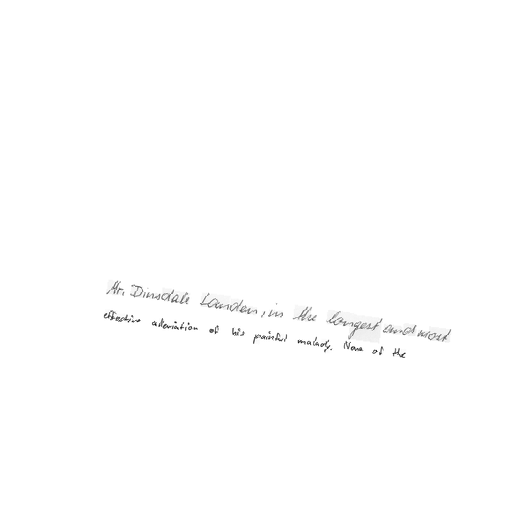 Mr. Dinsdale Landen, in the longest and most
effective alleviation of his painful malady. None of the